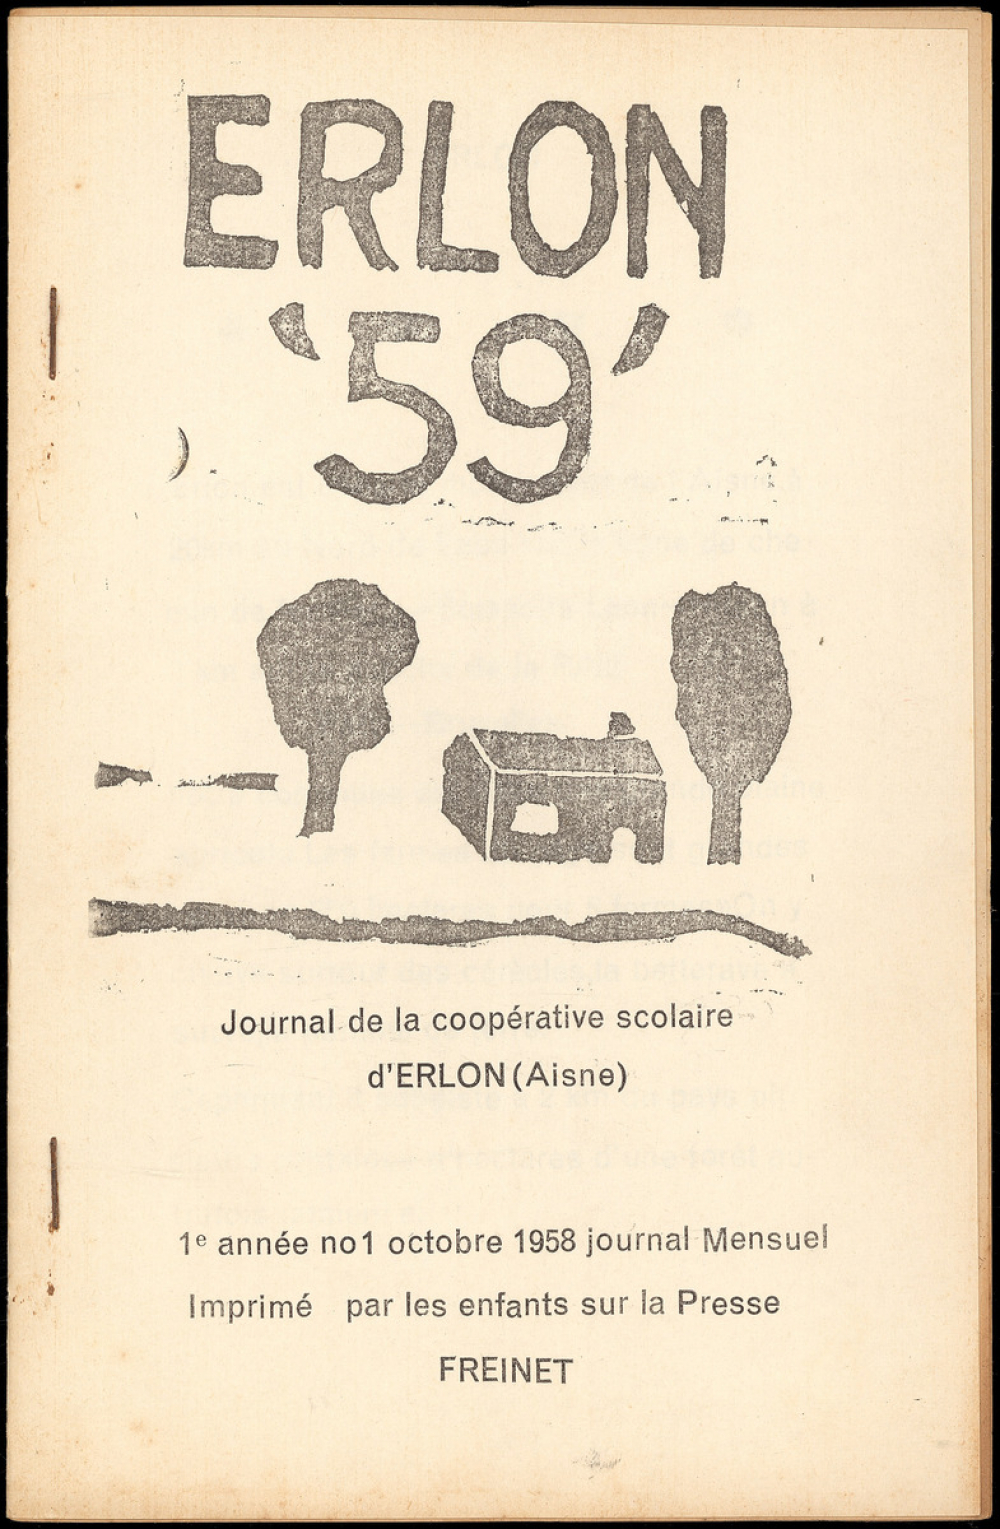 ERLON
'59'
Journal de la coopérative scolaire
d'ERLON (Aisne)
1e année no1 octobre 1958 journal Mensuel
Imprimé par les enfants sur la Presse
FREINET